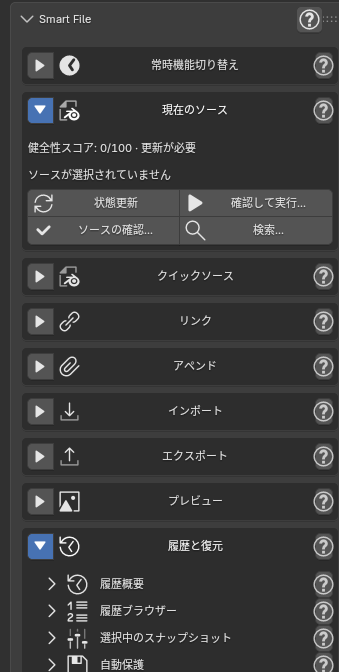 Smart File
常時機能切り替え
現在のソース
健全性スコア: 0/100 · 更新が必要
ソースが選択されていません
状態更新 確認して実行...
ソースの確認... 検索...
クイックソース
リンク
アペンド
インポート
エクスポート
プレビュー
履歴と復元
履歴概要
履歴ブラウザー
選択中のスナップショット
自動保護